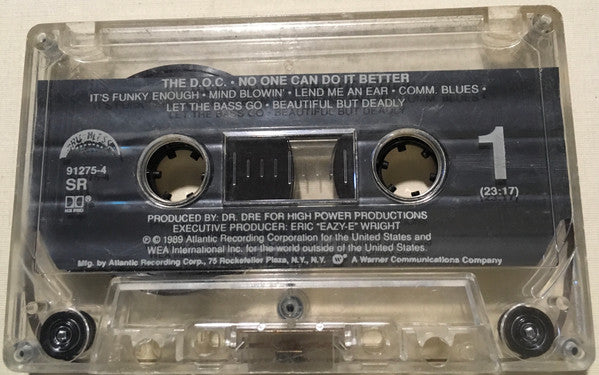 THE D.O.C. • NO ONE CAN DO IT BETTER
IT'S FUNKY ENOUGH • MIND BLOWIN' • LEND ME AN EAR • COMM. BLUES •
LET THE BASS GO • BEAUTIFUL BUT DEADLY
91275-4
SR
1
(23:17)
PRODUCED BY: DR. DRE FOR HIGH POWER PRODUCTIONS
EXECUTIVE PRODUCER: ERIC "EAZY-E" WRIGHT
℗ © 1989 Atlantic Recording Corporation for the United States and
WEA International Inc. for the world outside of the United States.
Mfg. by Atlantic Recording Corp., 75 Rockefeller Plaza, N.Y., N.Y. A Warner Communications Company